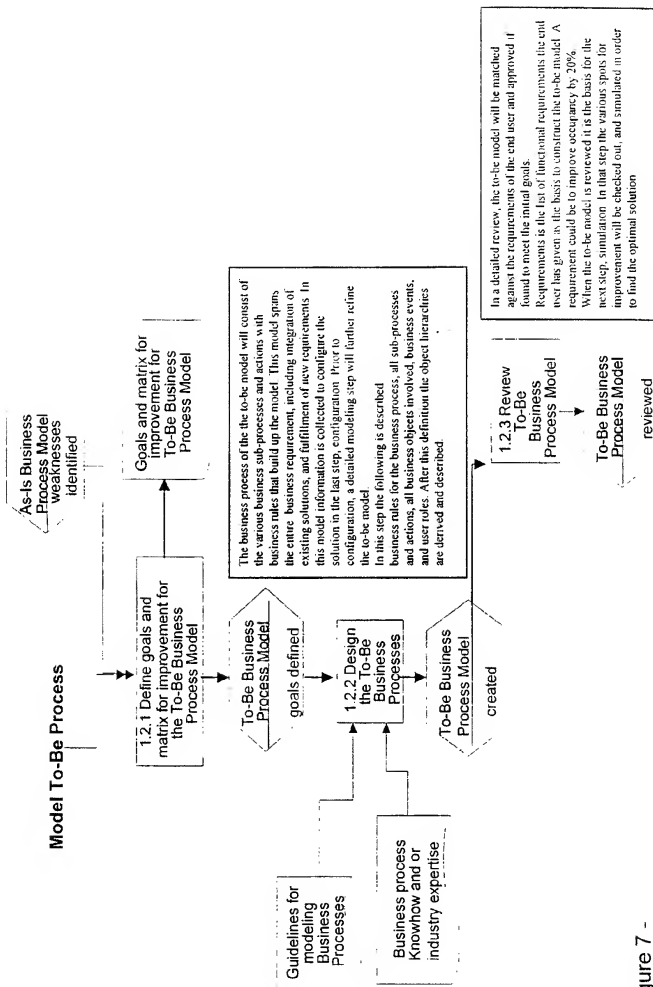 Model To-Be Process
As-Is Business
Process Model
weaknesses
identified
1.2.1 Define goals and
matrix for improvement for
the To-Be Business
Process Model
Goals and matrix for
improvement for
To-Be Business
Process Model
To-Be Business
Process Model
goals defined
The business process of the the to-be model will consist of
the various business sub-processes and actions with
business rules that build up the model. This model spans
the entire business requirement, including integration of
existing solutions, and fulfillment of new requirements In
this model information is collected to configure the
solution in the last step, configuration Prior to
configuration, a detailed modeling step will further refine
the to-be model
In this step the following is described
business rules for the business process, all sub-processes
and actions, all business objects involved, business events,
and user roles. After this definition the object hierarchies
are derived and described.
Guidelines for
modeling
Business
Processes
1.2.2 Design
the To-Be
Business
Processes
Business process
Knowhow and or
industry expertise
To-Be Business
Process Model
created
1.2.3 Review
To-Be
Business
Process Model
In a detailed review, the to-be model will be matched
against the requirements of the end user and approved if
found to meet the initial goals.
Requirements is the list of functional requirements the end
user has given as the basis to construct the to-be model A
requirement could be to improve occupancy by 20%.
When the to-be model is reviewed it is the basis for the
next step, simulation In that step the various spots for
improvement will be checked out, and simulated in order
to find the optimal solution
To-Be Business
Process Model
reviewed
gure 7 -